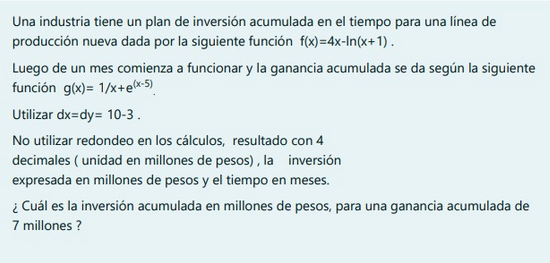 Una industria tiene un plan de inversión acumulada en el tiempo para una línea de
producción nueva dada por la siguiente función f(x)=4x-ln(x+1) .
Luego de un mes comienza a funcionar y la ganancia acumulada se da según la siguiente
función g(x)= 1/x+e(x-5).
Utilizar dx=dy= 10-3 .
No utilizar redondeo en los cálculos, resultado con 4
decimales ( unidad en millones de pesos) , la inversión
expresada en millones de pesos y el tiempo en meses.
¿ Cuál es la inversión acumulada en millones de pesos, para una ganancia acumulada de
7 millones ?